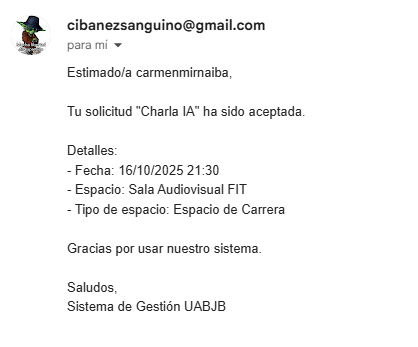 cibanezsanguino@gmail.com
para mí
Estimado/a carmenmirnaiba,
Tu solicitud "Charla IA" ha sido aceptada.
Detalles:
- Fecha: 16/10/2025 21:30
- Espacio: Sala Audiovisual FIT
- Tipo de espacio: Espacio de Carrera
Gracias por usar nuestro sistema.
Saludos,
Sistema de Gestión UABJB